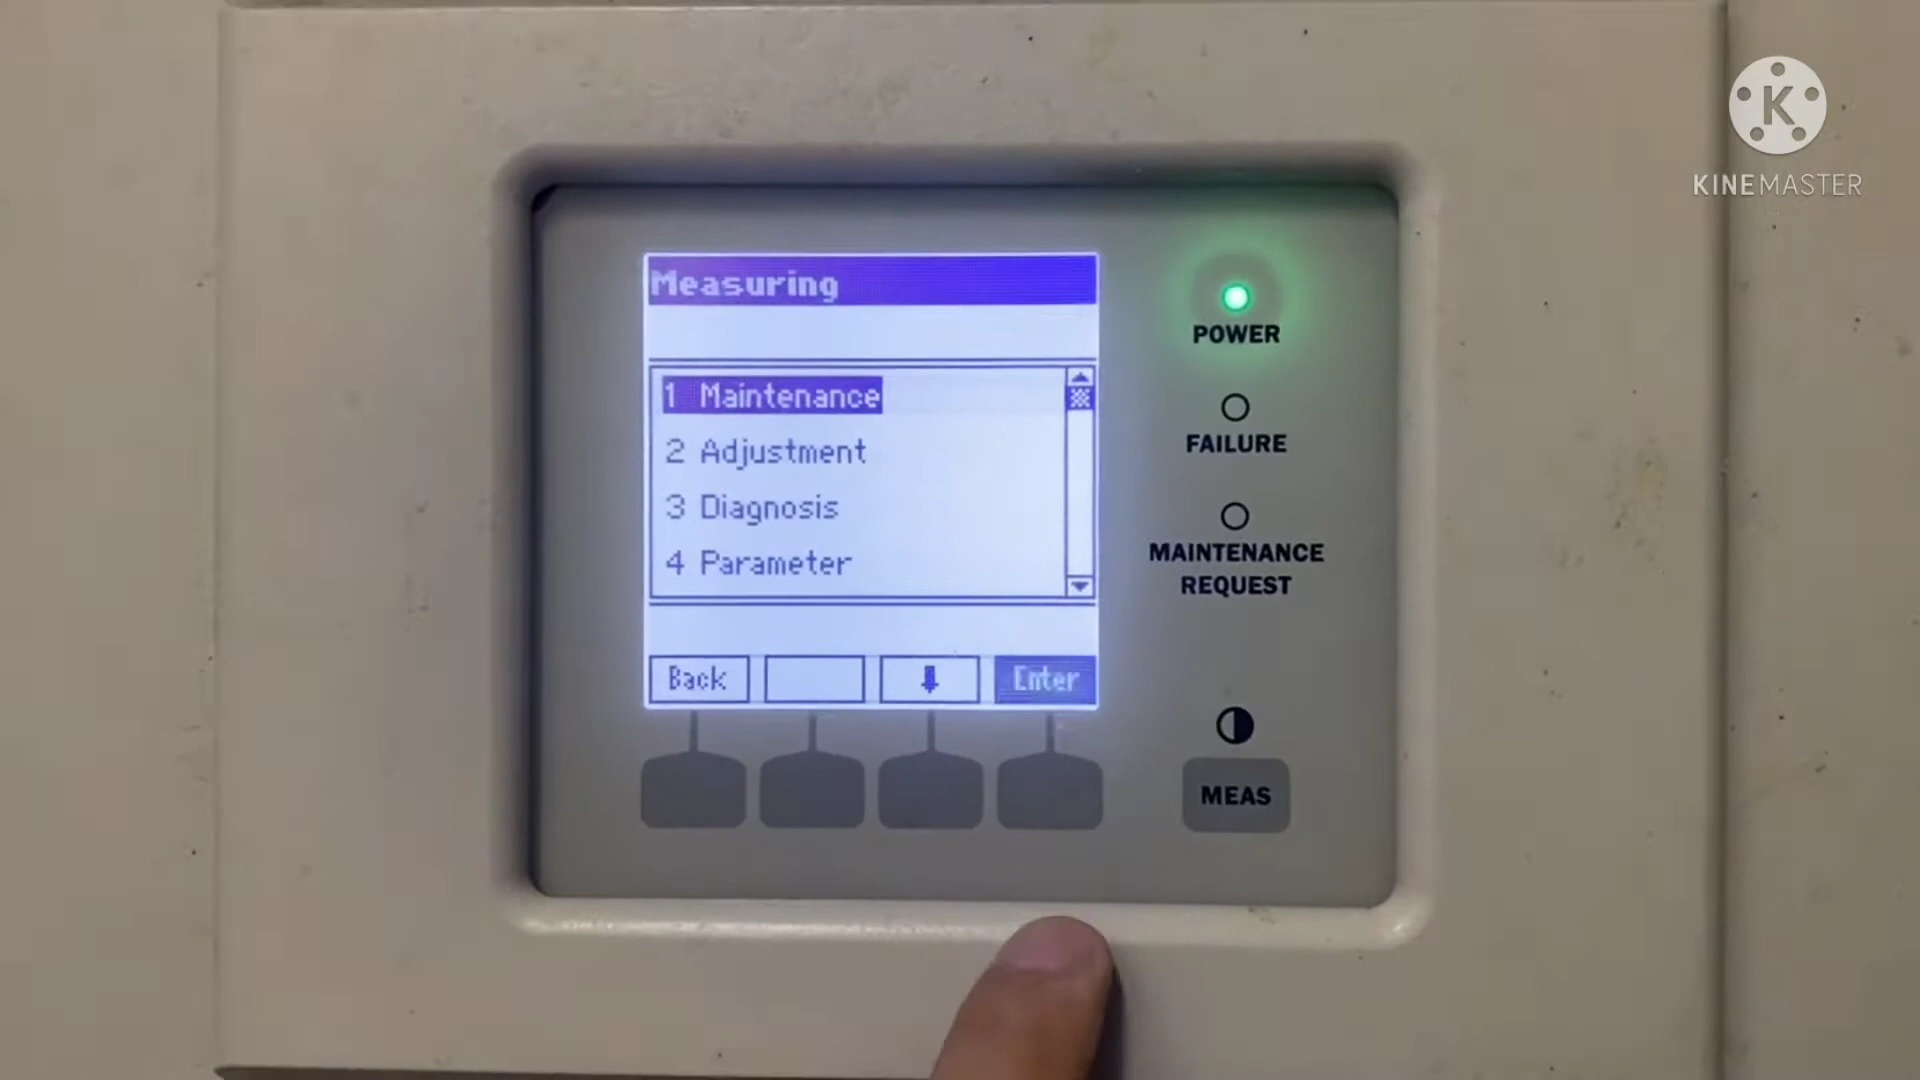 K
KINEMASTER
Measuring
1 Maintenance
2 Adjustment
3 Diagnosis
4 Parameter
Back
Enter
POWER
FAILURE
MAINTENANCE
REQUEST
MEAS